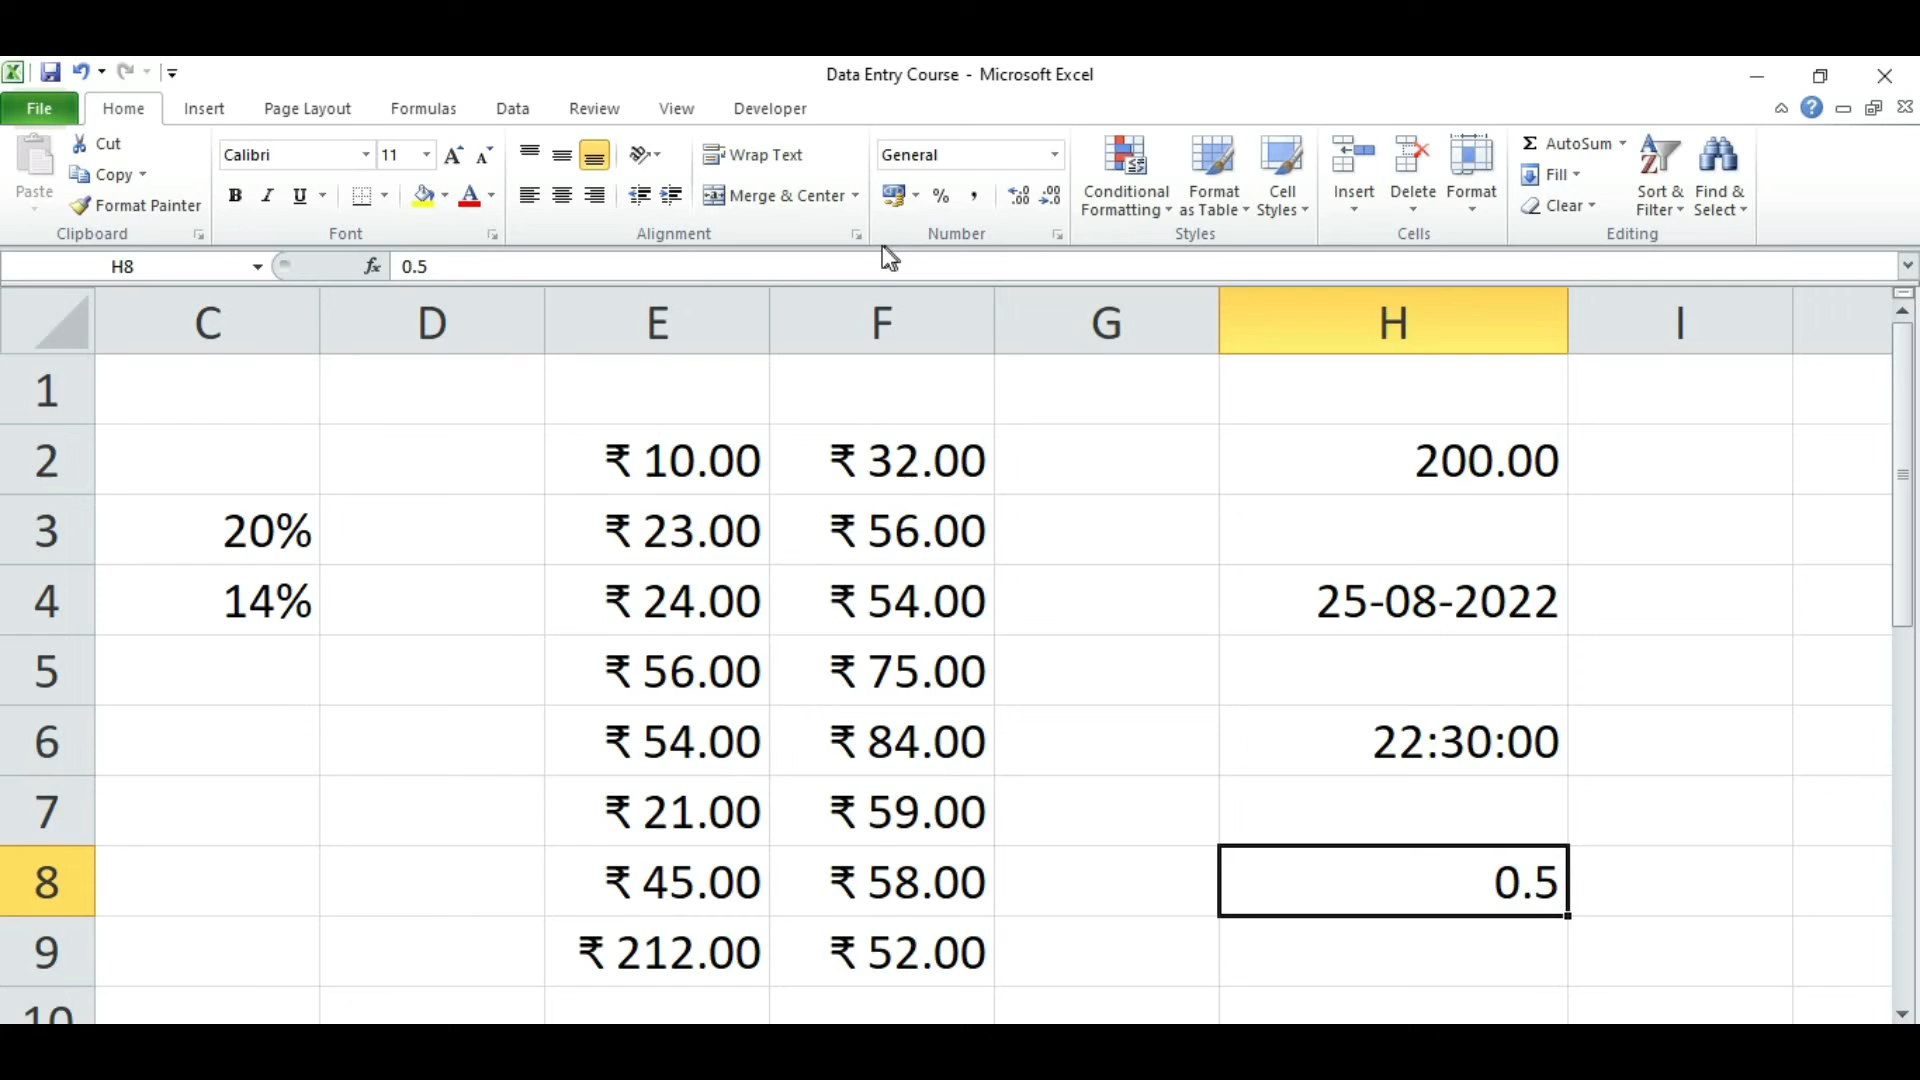 Data Entry Course - Microsoft Excel
File Home Insert Page Layout Formulas Data Review View Developer
Paste
Cut
Copy
Format Painter
Clipboard
Calibri 11
B I U A
Font
Wrap Text
Merge & Center
Alignment
General
% ,
Number
Conditional Formatting
Format as Table
Cell Styles
Styles
Insert Delete Format
Cells
Σ AutoSum
Fill
Clear
Sort & Filter
Find & Select
Editing
H8 fx 0.5
C D E F G H I
1
2 ₹ 10.00 ₹ 32.00 200.00
3 20% ₹ 23.00 ₹ 56.00
4 14% ₹ 24.00 ₹ 54.00 25-08-2022
5 ₹ 56.00 ₹ 75.00
6 ₹ 54.00 ₹ 84.00 22:30:00
7 ₹ 21.00 ₹ 59.00
8 ₹ 45.00 ₹ 58.00 0.5
9 ₹ 212.00 ₹ 52.00
10